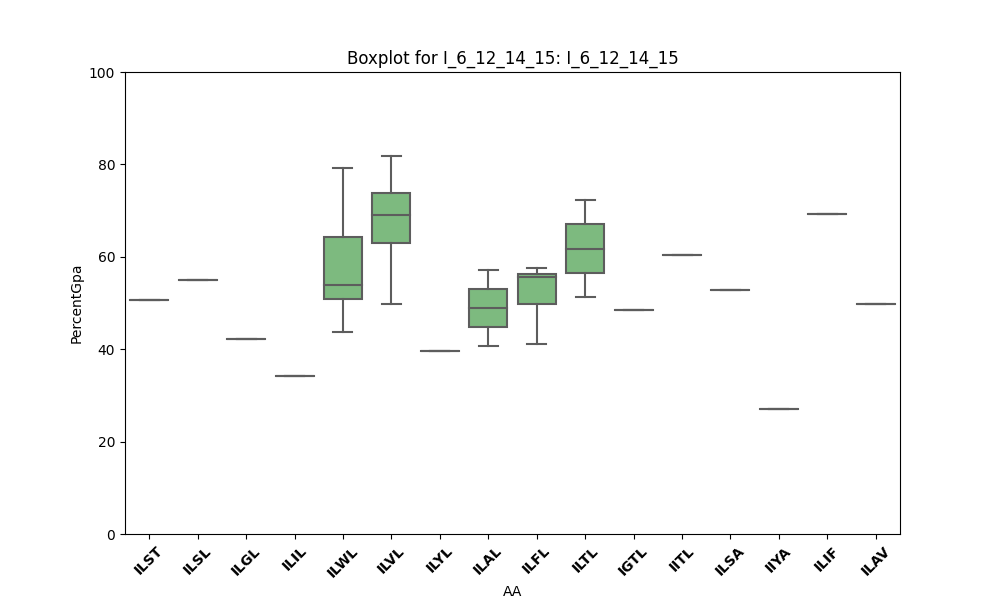 Boxplot for I_6_12_14_15: I_6_12_14_15
PercentGpa
100
80
60
40
20
0
ILST ILSL ILGL ILIL ILWL ILVL ILYL ILAL ILFL ILTL IGTL IITL ILSA IIYA ILIF ILAV
AA